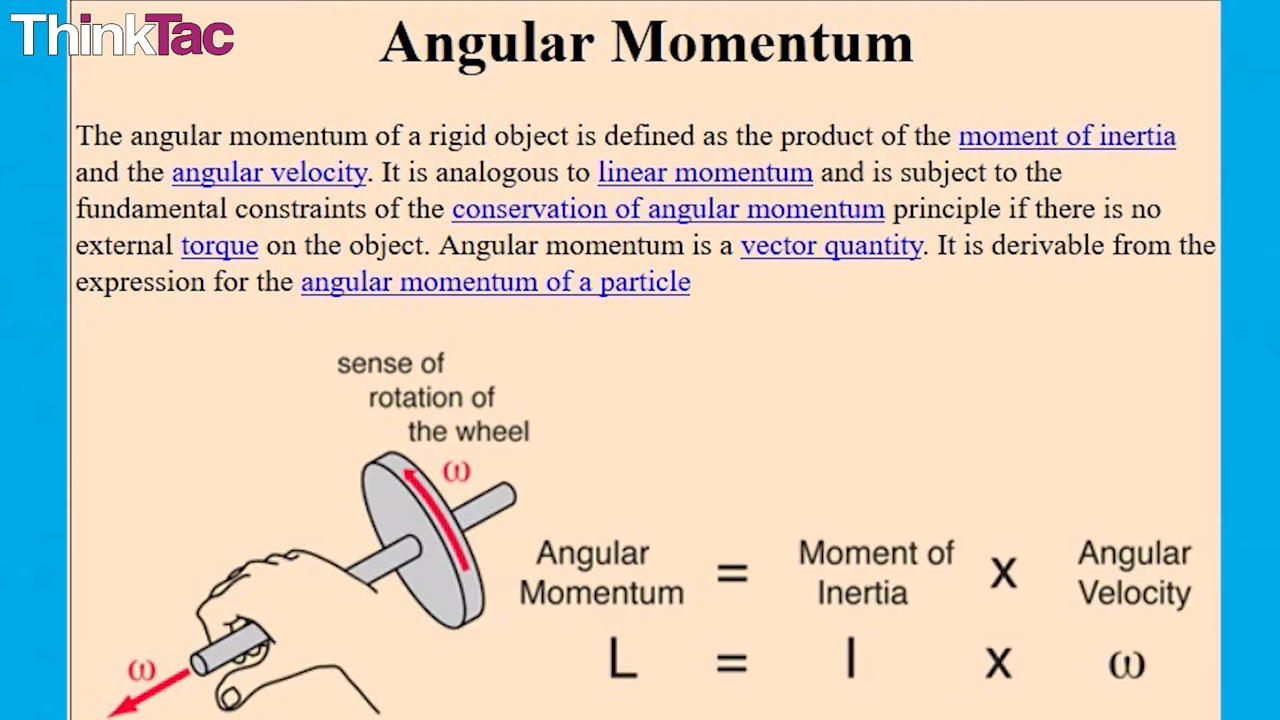 ThinkTac
Angular Momentum
The angular momentum of a rigid object is defined as the product of the moment of inertia
and the angular velocity. It is analogous to linear momentum and is subject to the
fundamental constraints of the conservation of angular momentum principle if there is no
external torque on the object. Angular momentum is a vector quantity. It is derivable from the
expression for the angular momentum of a particle
sense of
rotation of
the wheel
ω
ω
Angular Momentum = Moment of Inertia x Angular Velocity
L = I x ω